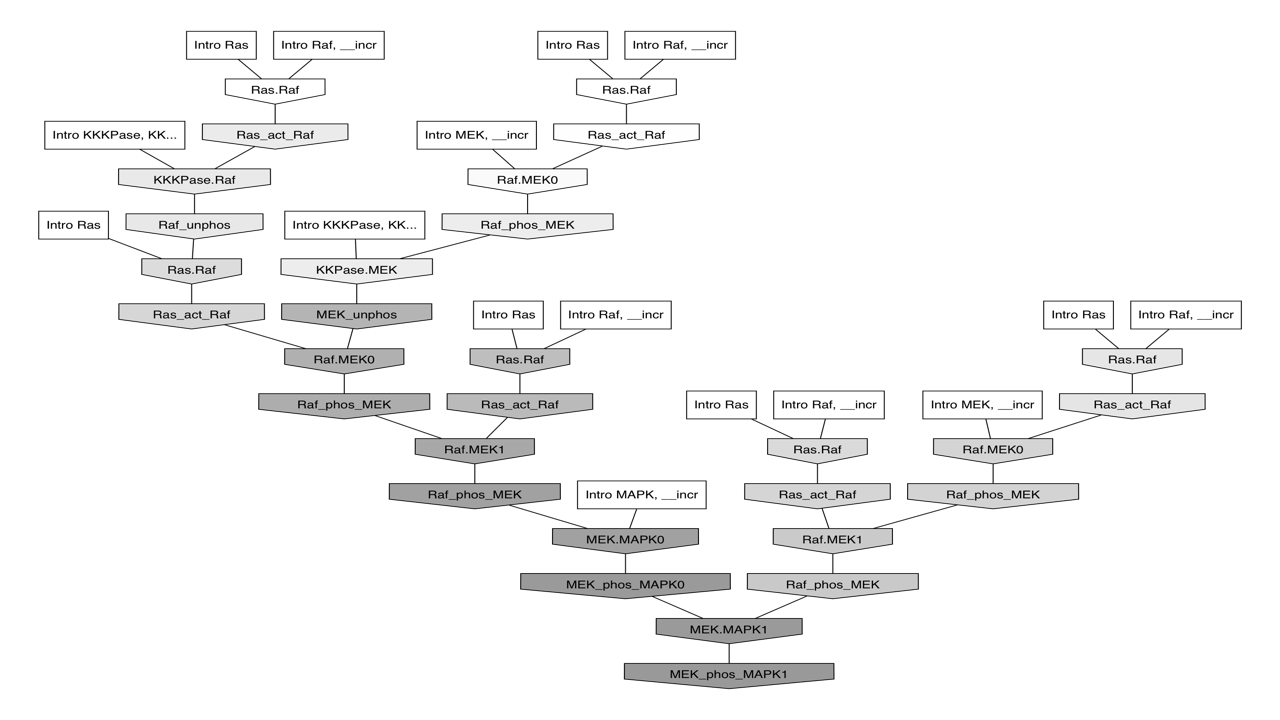 Intro Ras
Intro Raf, __incr
Intro Ras
Intro Raf, __incr
Ras.Raf
Ras.Raf
Intro KKKPase, KK...
Ras_act_Raf
Intro MEK, __incr
Ras_act_Raf
KKKPase.Raf
Raf.MEK0
Intro Ras
Raf_unphos
Intro KKKPase, KK...
Raf_phos_MEK
Ras.Raf
KKPase.MEK
Ras_act_Raf
MEK_unphos
Intro Ras
Intro Raf, __incr
Intro Ras
Intro Raf, __incr
Raf.MEK0
Ras.Raf
Ras.Raf
Raf_phos_MEK
Ras_act_Raf
Intro Ras
Intro Raf, __incr
Intro MEK, __incr
Ras_act_Raf
Raf.MEK1
Ras.Raf
Raf.MEK0
Raf_phos_MEK
Intro MAPK, __incr
Ras_act_Raf
Raf_phos_MEK
MEK.MAPK0
Raf.MEK1
MEK_phos_MAPK0
Raf_phos_MEK
MEK.MAPK1
MEK_phos_MAPK1